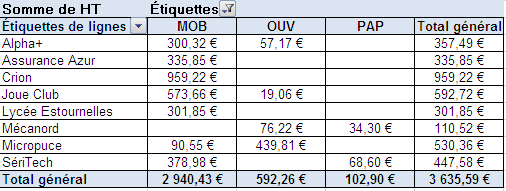 Somme de HT Étiquettes
Étiquettes de lignes MOB OUV PAP Total général
Alpha+ 300,32 € 57,17 € 357,49 €
Assurance Azur 335,85 € 335,85 €
Crion 959,22 € 959,22 €
Joue Club 573,66 € 19,06 € 592,72 €
Lycée Estournelles 301,85 € 301,85 €
Mécanord 76,22 € 34,30 € 110,52 €
Micropuce 90,55 € 439,81 € 530,36 €
SériTech 378,98 € 68,60 € 447,58 €
Total général 2 940,43 € 592,26 € 102,90 € 3 635,59 €